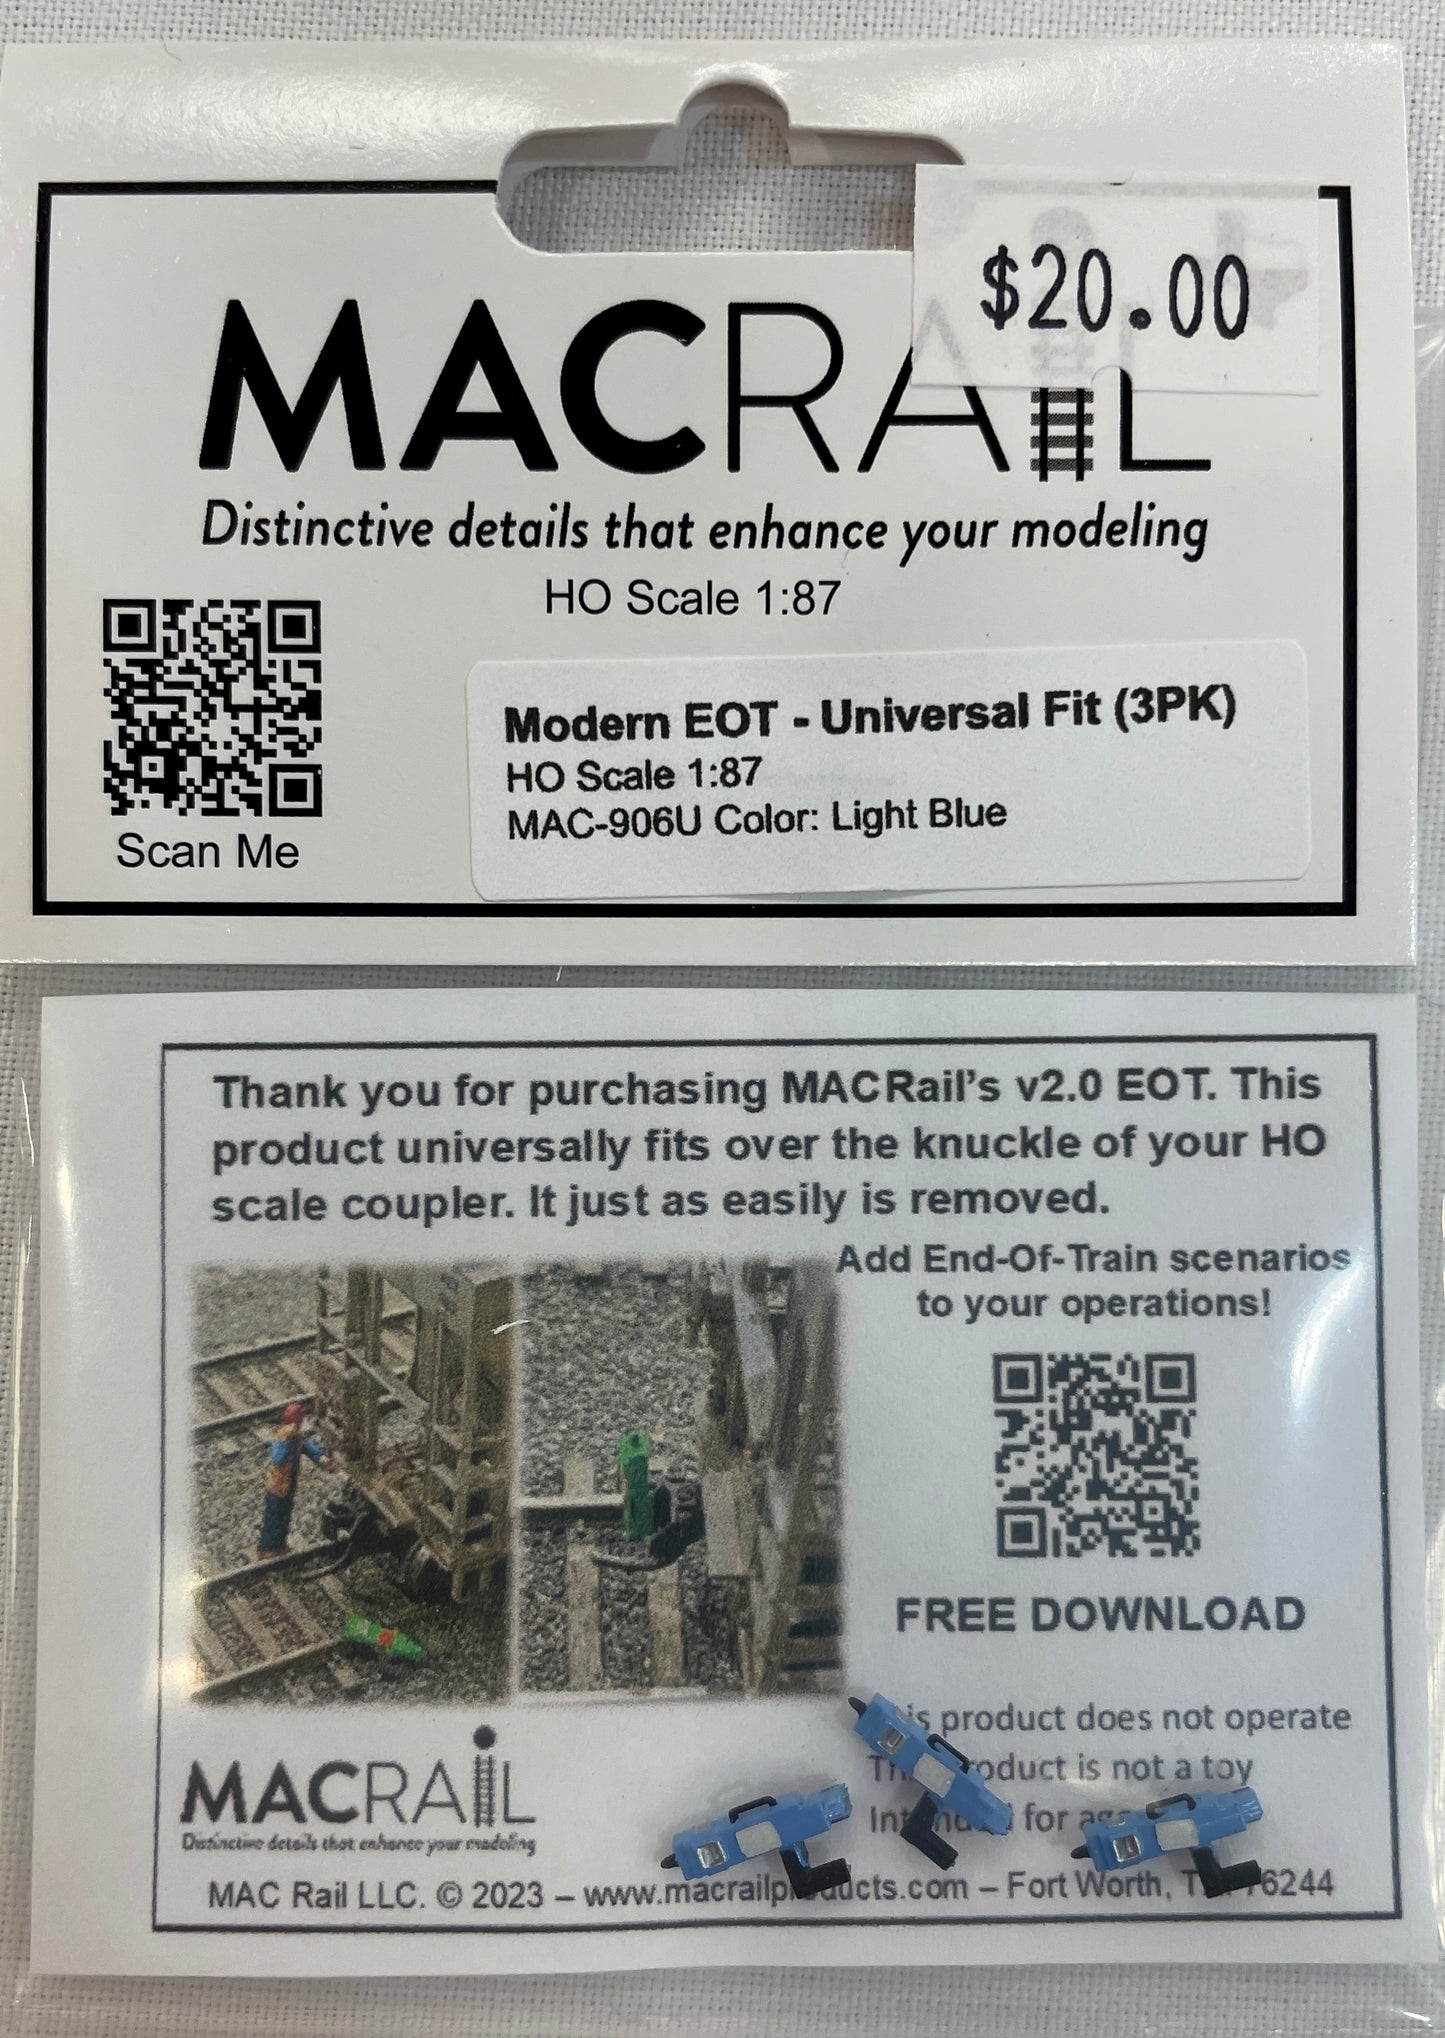 $20.00
MACRAIL
Distinctive details that enhance your modeling
HO Scale 1:87
Modern EOT - Universal Fit (3PK)
HO Scale 1:87
MAC-906U Color: Light Blue
Scan Me
Thank you for purchasing MACRail's v2.0 EOT. This
product universally fits over the knuckle of your HO
scale coupler. It just as easily is removed.
Add End-Of-Train scenarios
to your operations!
FREE DOWNLOAD
product does not operate
is not a toy
for
MACRAIL
Distinctive details that enhance your modeling
MAC Rail LLC. © 2023 – www.macrailproducts.com – Fort Worth,